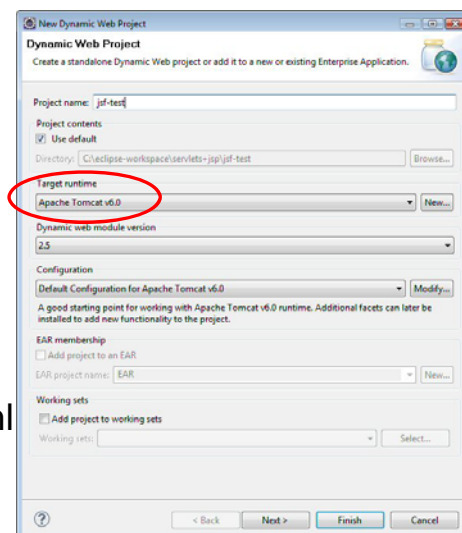 New Dynamic Web Project
Dynamic Web Project
Create a standalone Dynamic Web project or add it to a new or existing Enterprise Application.
Project name: jsf-test
Project contents
Use default
Directory: C:\eclipse-workspace\servlets+jsp\jsf-test Browse...
Target runtime
Apache Tomcat v6.0 New...
Dynamic web module version
2.5
Configuration
Default Configuration for Apache Tomcat v6.0 Modify...
A good starting point for working with Apache Tomcat v6.0 runtime. Additional facets can later be
installed to add new functionality to the project.
EAR membership
Add project to an EAR
EAR project name: EAR New...
Working sets
Add project to working sets
Working sets: Select...
? < Back Next > Finish Cancel